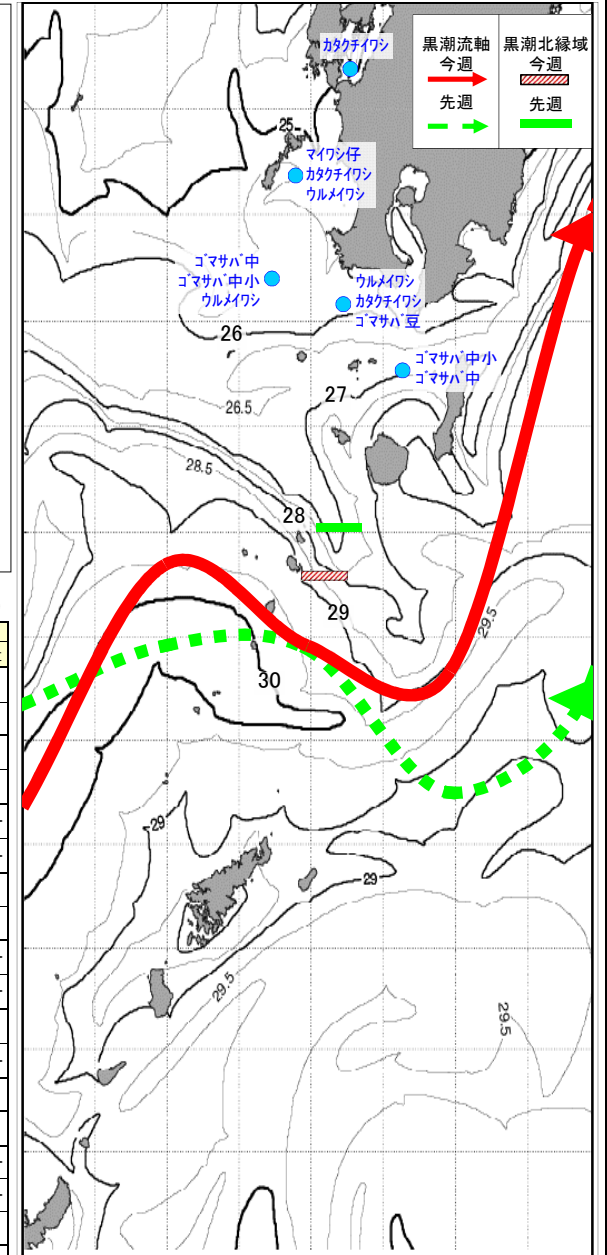 黒潮流軸
今週
先週
黒潮北縁域
今週
先週
カタクチイワシ
25
マイワシ仔
カタクチイワシ
ウルメイワシ
ゴマサバ中
ゴマサバ中小
ウルメイワシ
ウルメイワシ
カタクチイワシ
ゴマサバ豆
26
ゴマサバ中小
ゴマサバ中
27
26.5
28.5
28
29
29.5
30
29
29
29.5
29.5